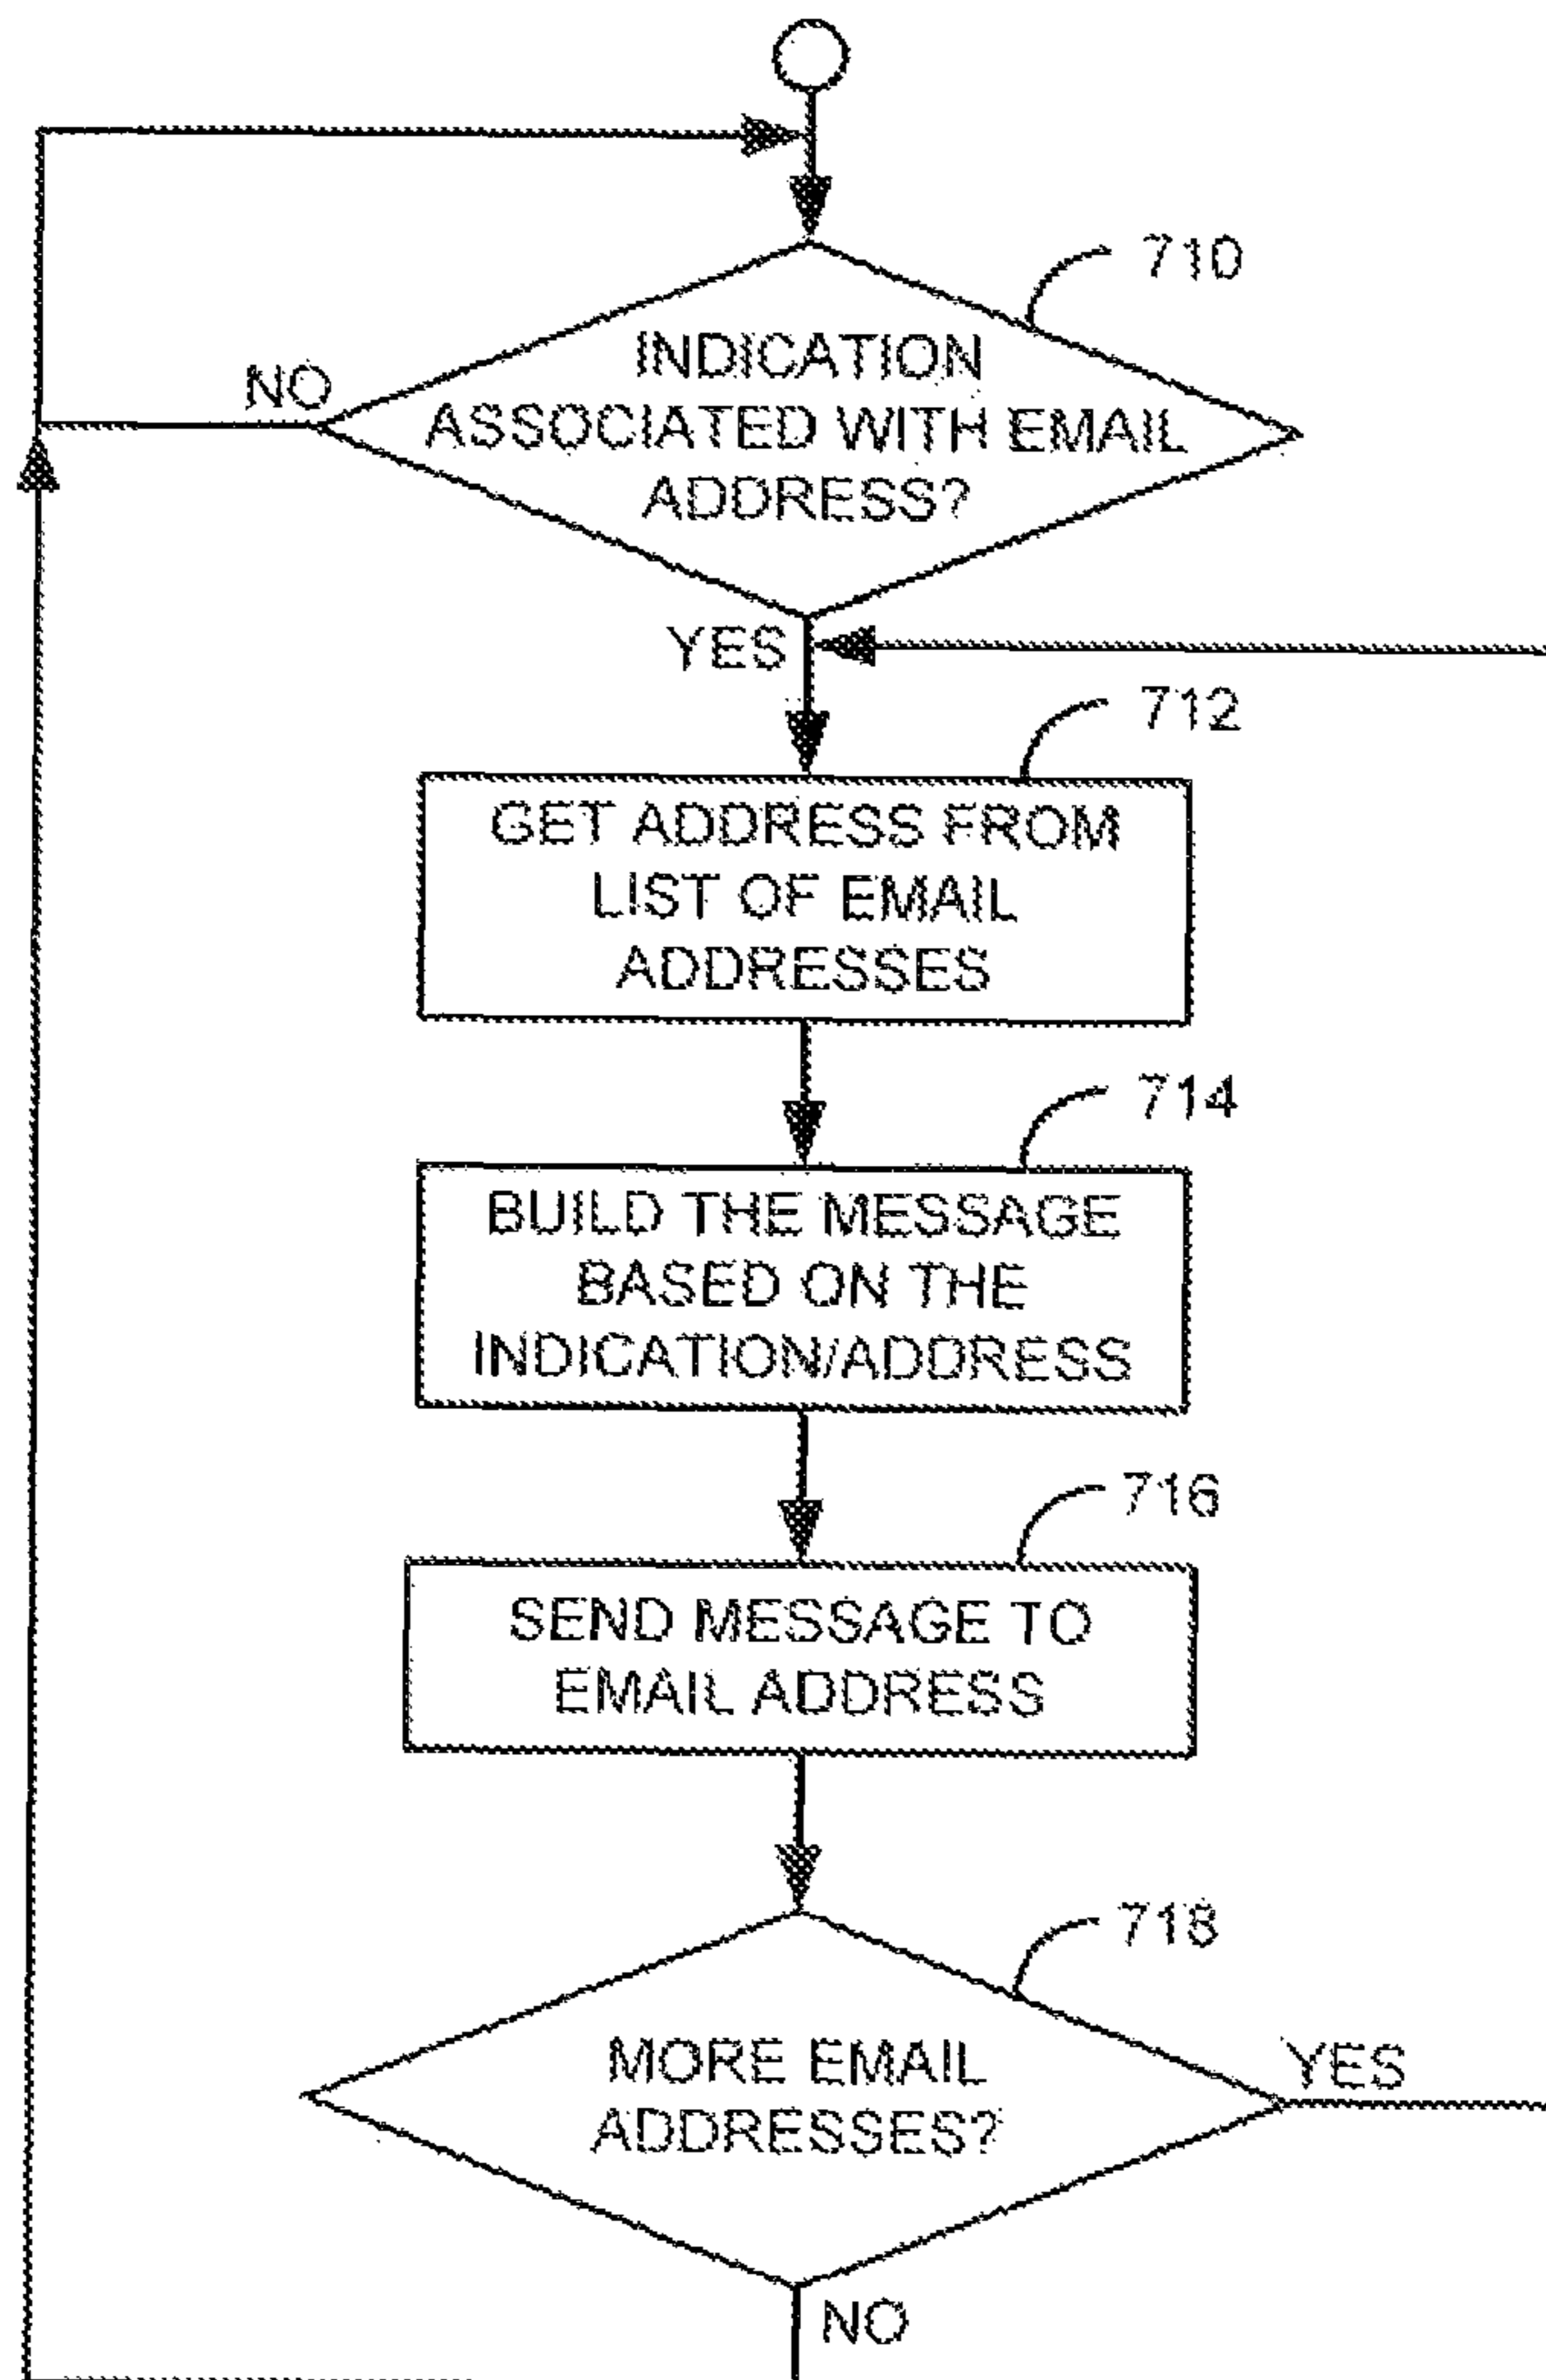 710
INDICATION
NO
ASSOCIATED WITH EMAIL
ADDRESS?
YES
712
GET ADDRESS FROM
LIST OF EMAIL
ADDRESSES
714
BUILD THE MESSAGE
BASED ON THE
INDICATION/ADDRESS
716
SEND MESSAGE TO
EMAIL ADDRESS
718
MORE EMAIL
YES
ADDRESSES?
NO